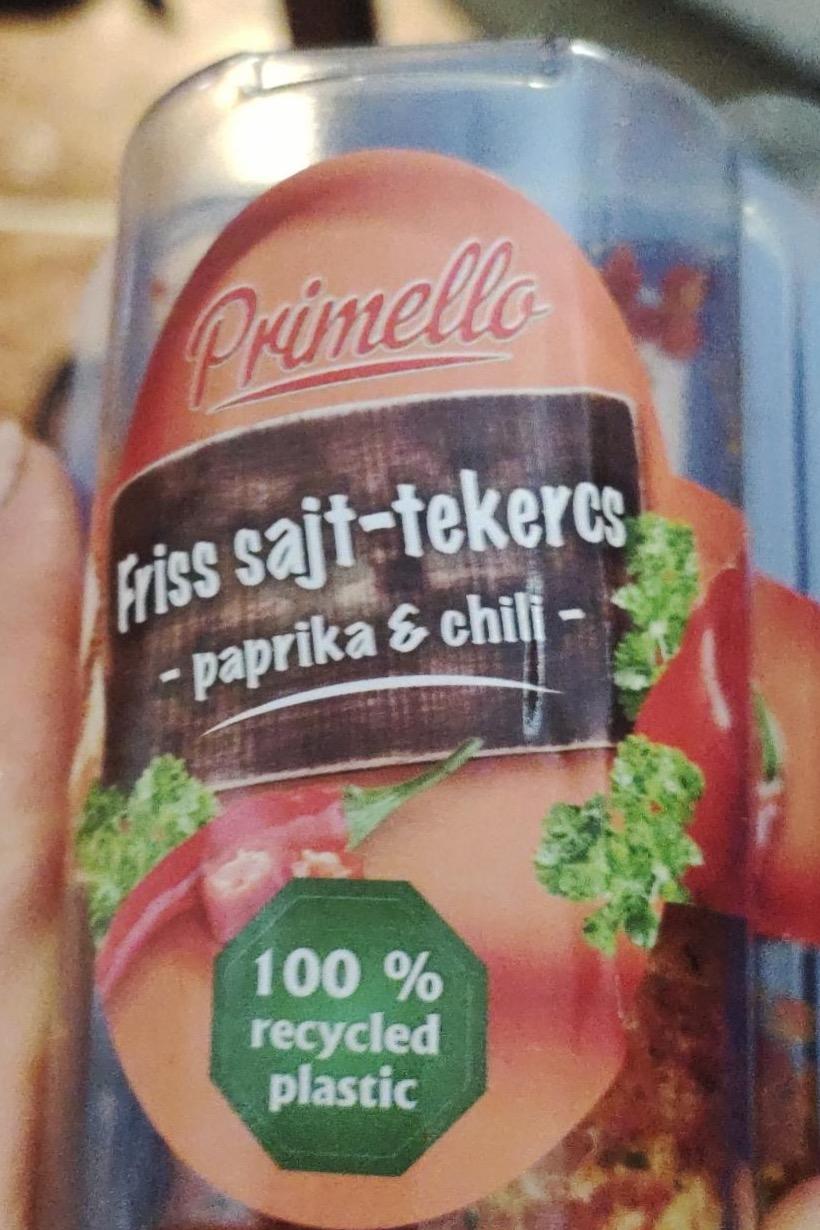 Primello
Friss sajt-tekercs
- paprika & chili -
100 %
recycled
plastic